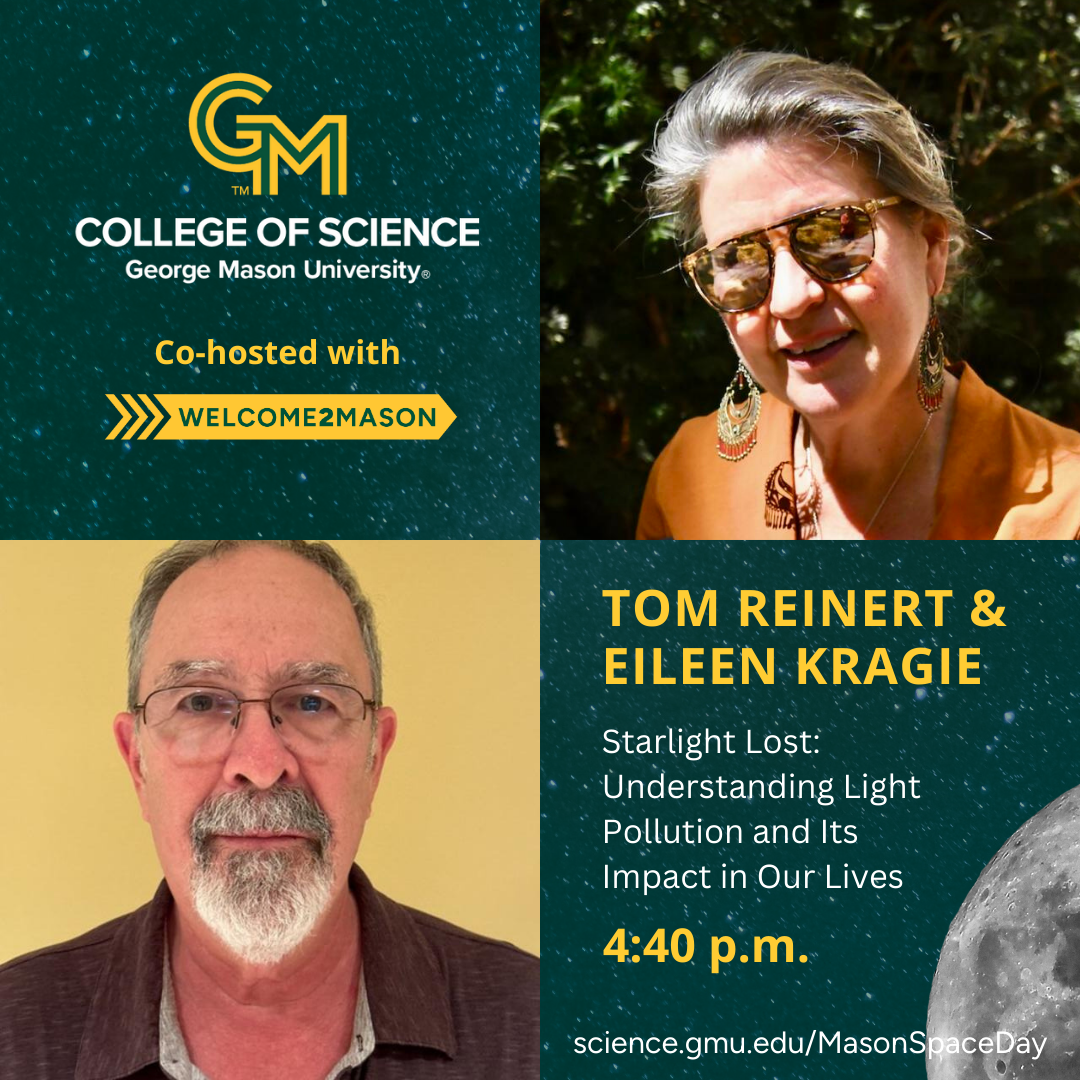 GM
TM
COLLEGE OF SCIENCE
George Mason University®
Co-hosted with
WELCOME2MASON
TOM REINERT &
EILEEN KRAGIE
Starlight Lost:
Understanding Light
Pollution and Its
Impact in Our Lives
4:40 p.m.
science.gmu.edu/MasonSpaceDay